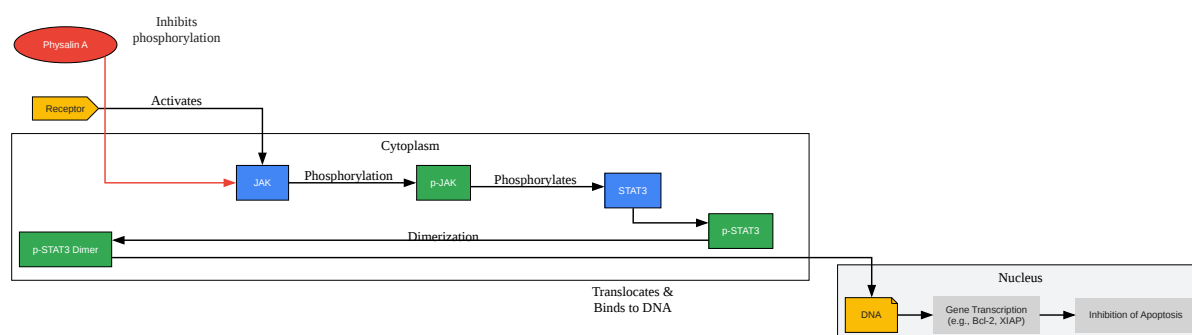 Inhibits
phosphorylation
Physalin A
Receptor
Activates
Cytoplasm
JAK
Phosphorylation
p-JAK
Phosphorylates
STAT3
p-STAT3
Dimerization
p-STAT3 Dimer
Translocates &
Binds to DNA
Nucleus
DNA
Gene Transcription
(e.g., Bcl-2, XIAP)
Inhibition of Apoptosis